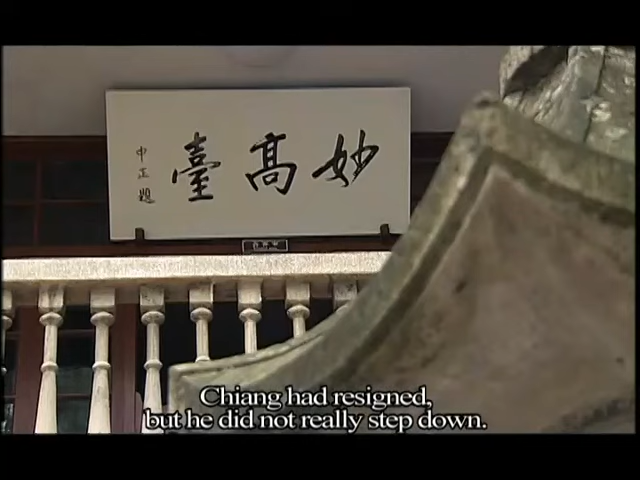 妙高臺
中正題
Chiang had resigned,
but he did not really step down.